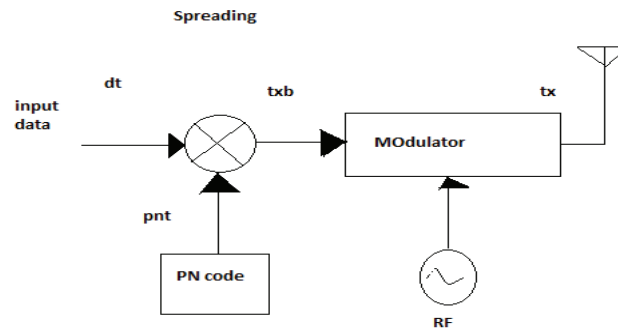 Spreading
dt
txb
tx
input
data
MOdulator
pnt
PN code
RF